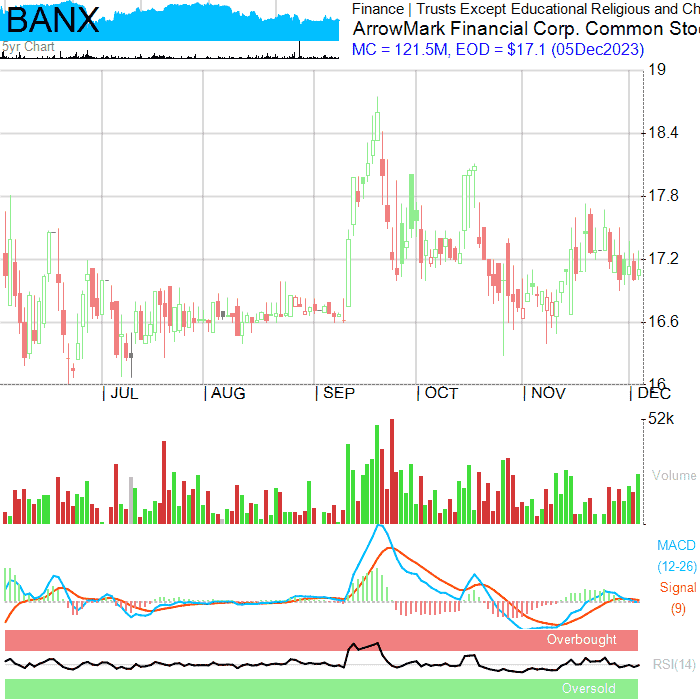 BANX
5yr Chart
Finance | Trusts Except Educational Religious and Ch
ArrowMark Financial Corp. Common Sto
MC = 121.5M, EOD = $17.1 (05Dec2023)
19
18.4
17.8
17.2
16.6
16
| JUL | AUG | SEP | OCT | NOV | DEC
52k
Volume
MACD
(12-26)
Signal
(9)
Overbought
RSI(14)
Oversold